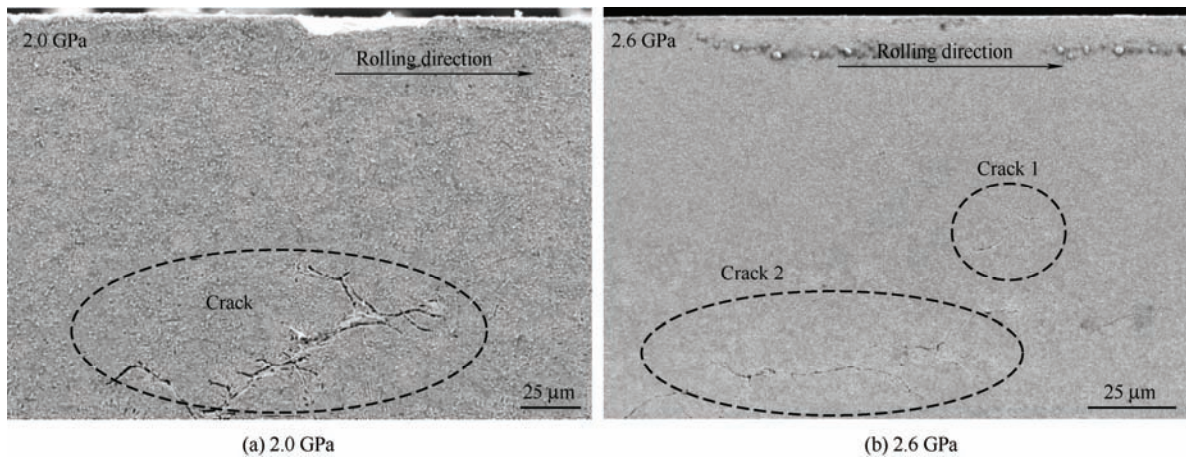 2.0 GPa
Rolling direction
Crack
25 μm
2.6 GPa
Rolling direction
Crack 1
Crack 2
25 μm
(a) 2.0 GPa
(b) 2.6 GPa